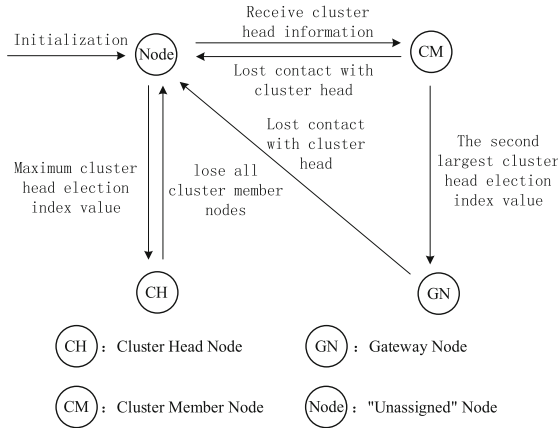 Initialization
Node
Receive cluster
head information
CM
Lost contact with
cluster head
Lost contact
with cluster
head
Maximum cluster
head election
index value
lose all
cluster member
nodes
The second
largest cluster
head election
index value
CH
GN
CH : Cluster Head Node
GN : Gateway Node
CM : Cluster Member Node
Node : "Unassigned" Node